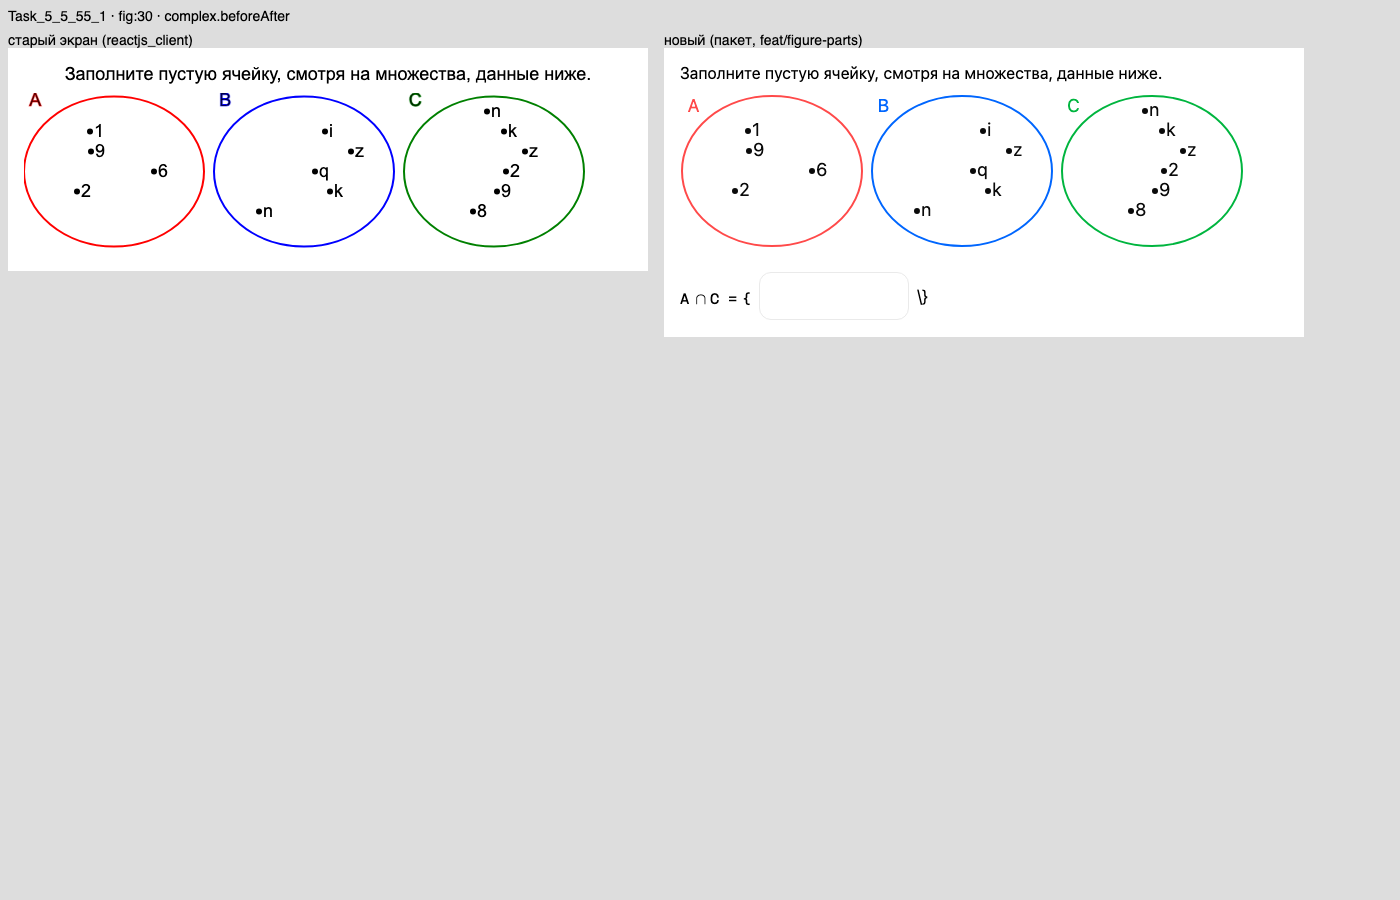 Task_5_5_55_1 · fig:30 · complex.beforeAfter
старый экран (reactjs_client)
Заполните пустую ячейку, смотря на множества, данные ниже.
A
1
9
6
2
B
i
z
q
k
n
C
n
k
z
2
9
8
новый (пакет, feat/figure-parts)
Заполните пустую ячейку, смотря на множества, данные ниже.
A
1
9
6
2
B
i
z
q
k
n
C
n
k
z
2
9
8
A ∩ C = { \}